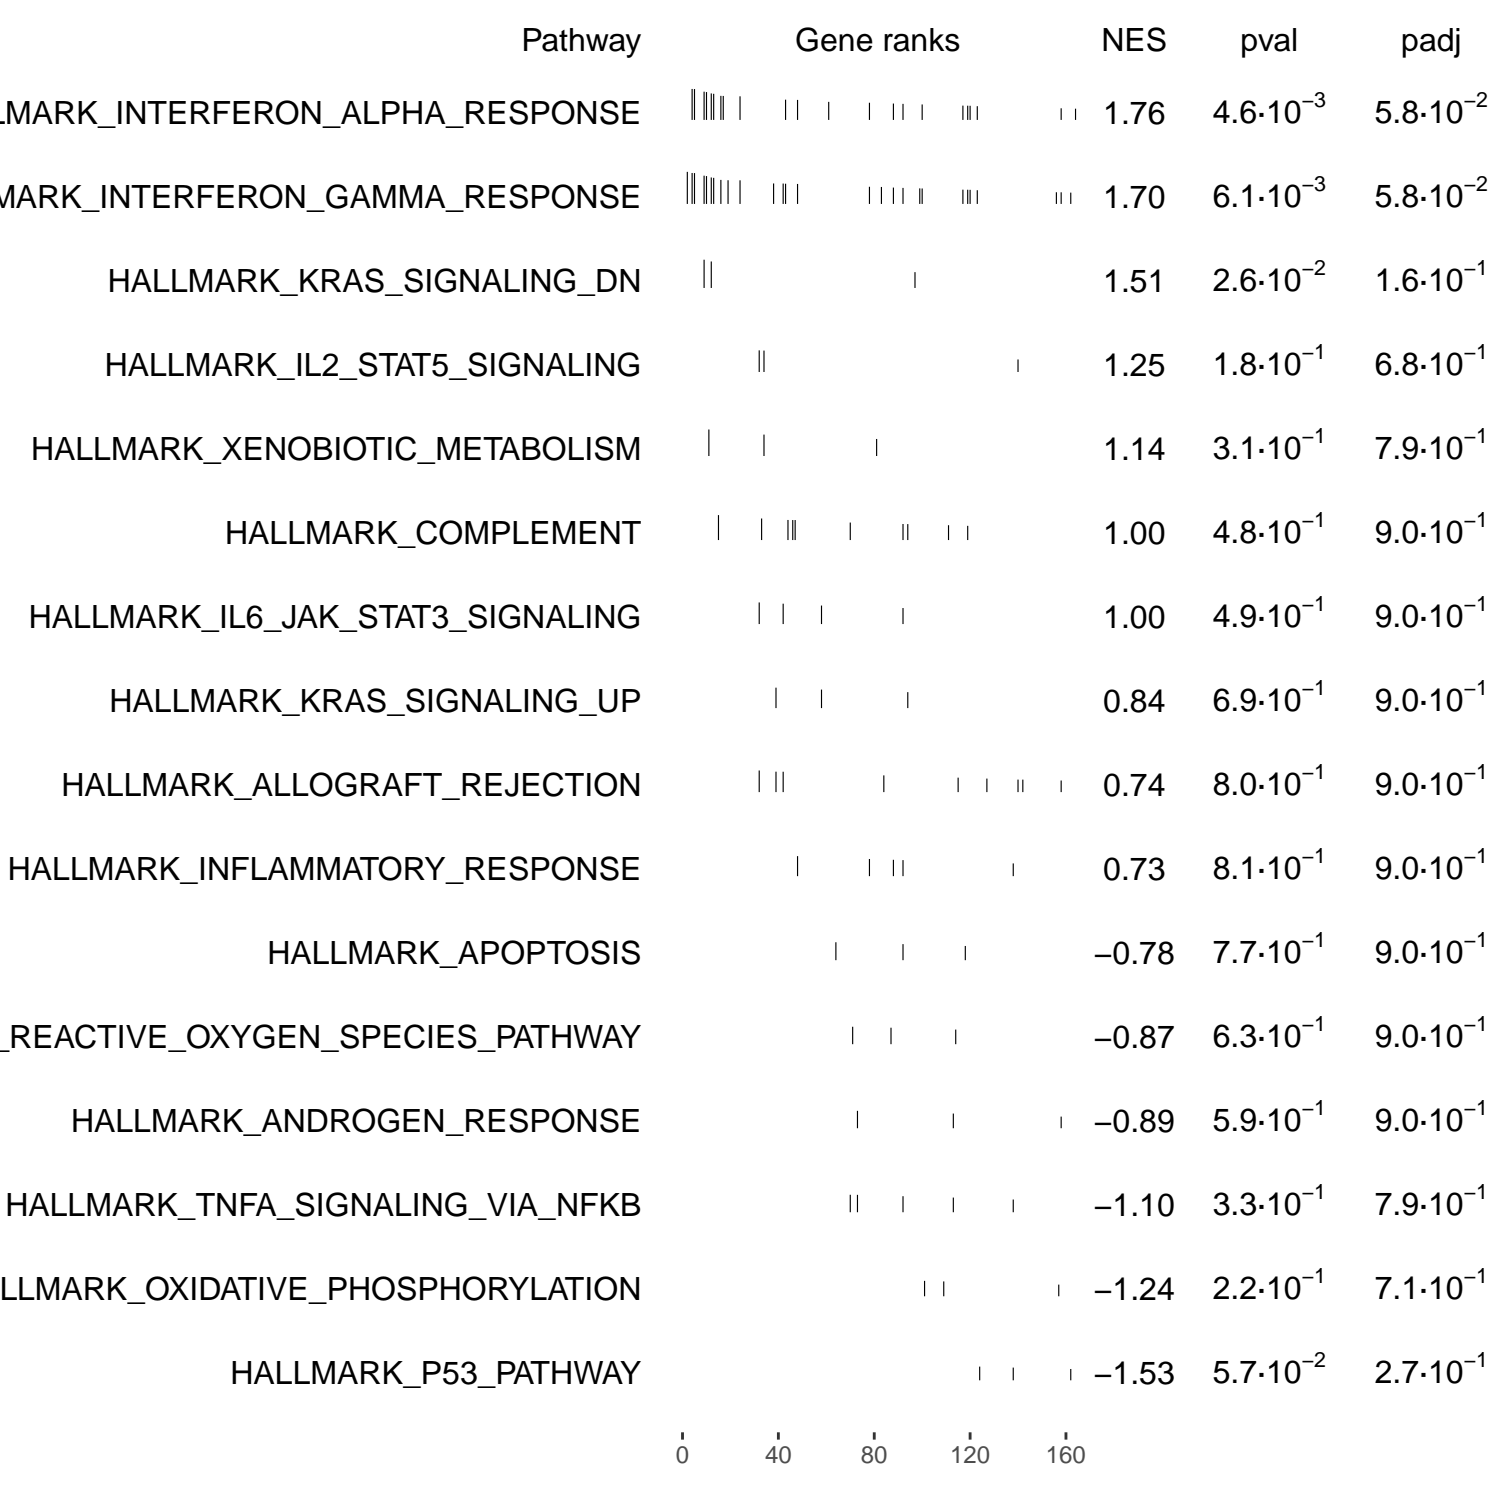 Pathway Gene ranks NES pval padj
LMARK_INTERFERON_ALPHA_RESPONSE 1.76 4.6·10⁻³ 5.8·10⁻²
MARK_INTERFERON_GAMMA_RESPONSE 1.70 6.1·10⁻³ 5.8·10⁻²
HALLMARK_KRAS_SIGNALING_DN 1.51 2.6·10⁻² 1.6·10⁻¹
HALLMARK_IL2_STAT5_SIGNALING 1.25 1.8·10⁻¹ 6.8·10⁻¹
HALLMARK_XENOBIOTIC_METABOLISM 1.14 3.1·10⁻¹ 7.9·10⁻¹
HALLMARK_COMPLEMENT 1.00 4.8·10⁻¹ 9.0·10⁻¹
HALLMARK_IL6_JAK_STAT3_SIGNALING 1.00 4.9·10⁻¹ 9.0·10⁻¹
HALLMARK_KRAS_SIGNALING_UP 0.84 6.9·10⁻¹ 9.0·10⁻¹
HALLMARK_ALLOGRAFT_REJECTION 0.74 8.0·10⁻¹ 9.0·10⁻¹
HALLMARK_INFLAMMATORY_RESPONSE 0.73 8.1·10⁻¹ 9.0·10⁻¹
HALLMARK_APOPTOSIS −0.78 7.7·10⁻¹ 9.0·10⁻¹
_REACTIVE_OXYGEN_SPECIES_PATHWAY −0.87 6.3·10⁻¹ 9.0·10⁻¹
HALLMARK_ANDROGEN_RESPONSE −0.89 5.9·10⁻¹ 9.0·10⁻¹
HALLMARK_TNFA_SIGNALING_VIA_NFKB −1.10 3.3·10⁻¹ 7.9·10⁻¹
LLMARK_OXIDATIVE_PHOSPHORYLATION −1.24 2.2·10⁻¹ 7.1·10⁻¹
HALLMARK_P53_PATHWAY −1.53 5.7·10⁻² 2.7·10⁻¹
0 40 80 120 160